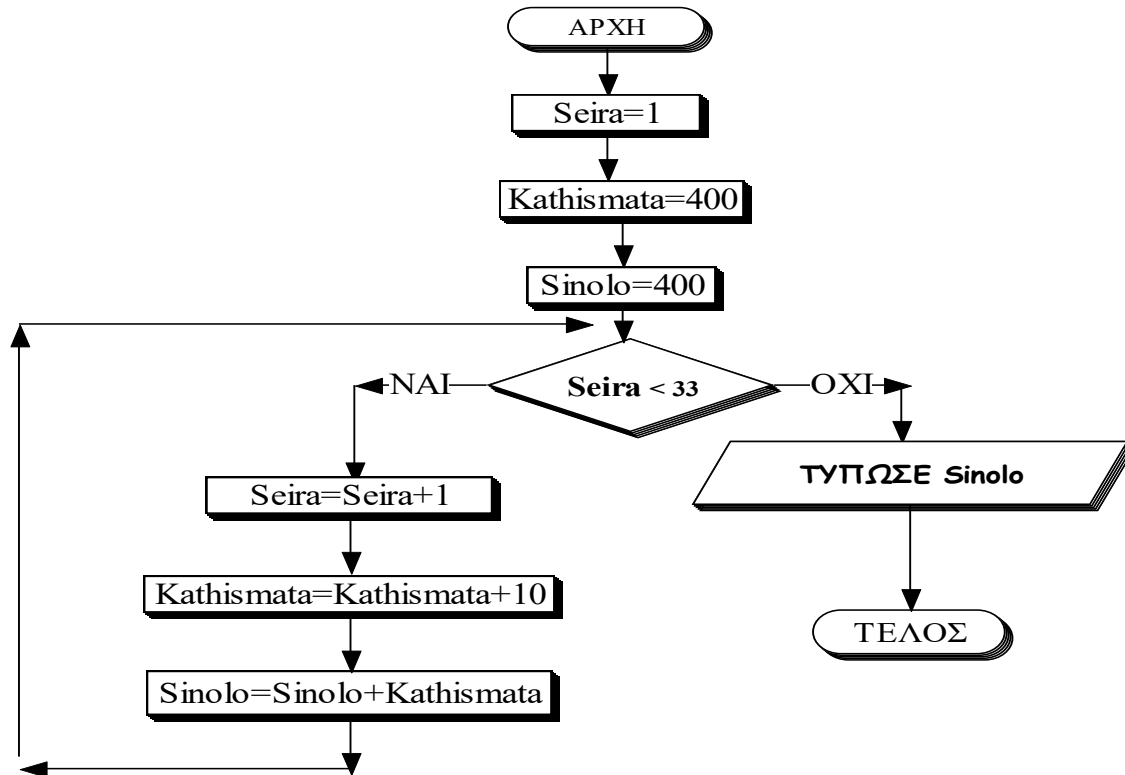 ΑΡΧΗ
Seira=1
Kathismata=400
Sinolo=400
Seira < 33
ΝΑΙ
ΟΧΙ
Seira=Seira+1
Kathismata=Kathismata+10
Sinolo=Sinolo+Kathismata
ΤΥΠΩΣΕ Sinolo
ΤΕΛΟΣ